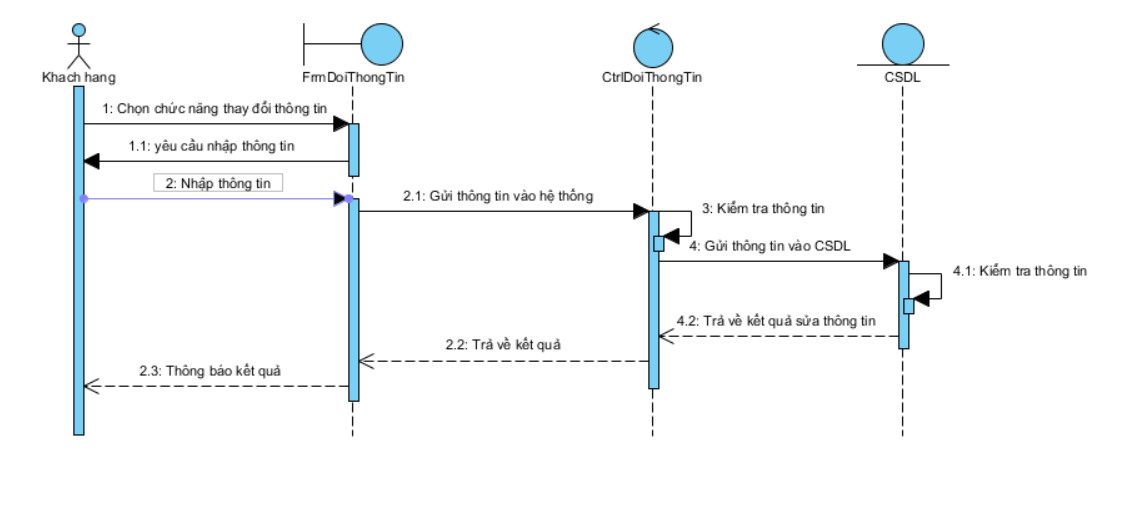 Khach hang
FrmDoiThongTin
CtrlDoiThongTin
CSDL
1: Chọn chức năng thay đổi thông tin
1.1: yêu cầu nhập thông tin
2: Nhập thông tin
2.1: Gửi thông tin vào hệ thống
3: Kiểm tra thông tin
4: Gửi thông tin vào CSDL
4.1: Kiểm tra thông tin
4.2: Trả về kết quả sửa thông tin
2.2: Trả về kết quả
2.3: Thông báo kết quả